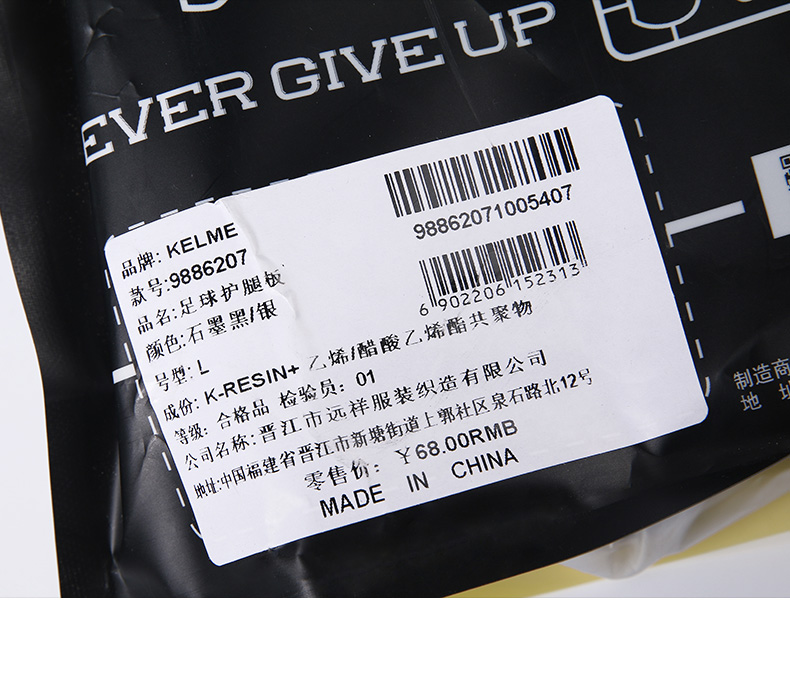 EVER GIVE UP
98862071005407
6 902206 152313
品牌: KELME
款号:9886207
品名:足球护腿板
颜色:石墨黑/银
号型: L
成份: K-RESIN+ 乙烯/醋酸乙烯酯共聚物
等级: 合格品 检验员: 01
公司名称:晋江市远祥服装织造有限公司
地址:中国福建省晋江市新塘街道上郭社区泉石路北12号
零售价: ¥68.00RMB
MADE IN CHINA
制造商
地 址